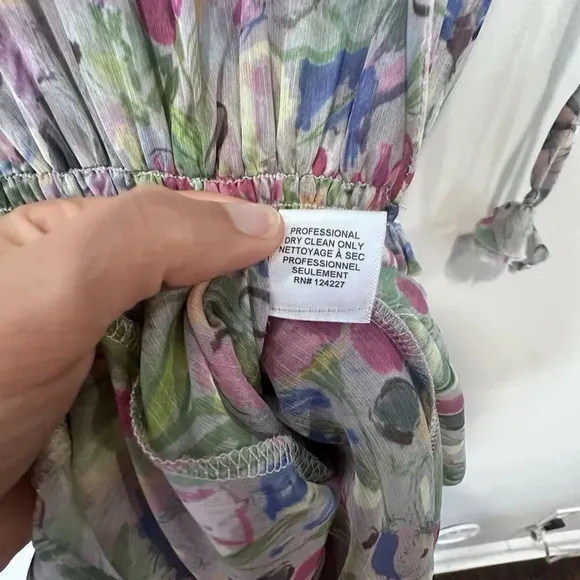 PROFESSIONAL
DRY CLEAN ONLY
NETTOYAGE À SEC
PROFESSIONNEL
SEULEMENT
RN# 124227